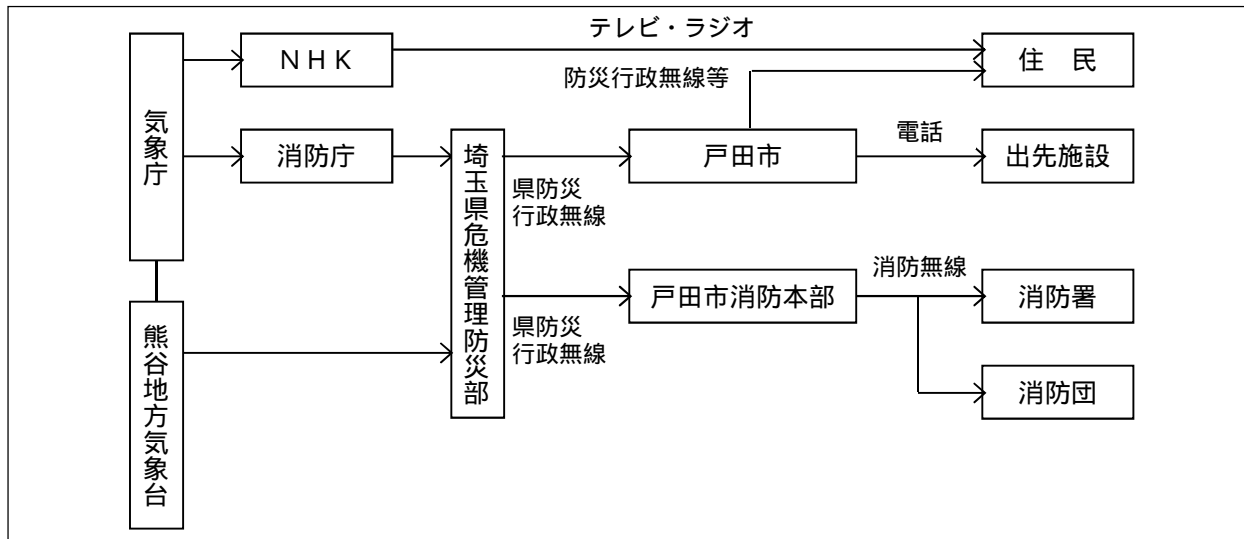 テレビ・ラジオ
ＮＨＫ
住　民
防災行政無線等
気象庁
消防庁
埼玉県危機管理防災部
戸田市
電話
出先施設
県防災
行政無線
戸田市消防本部
消防無線
消防署
県防災
行政無線
熊谷地方気象台
消防団